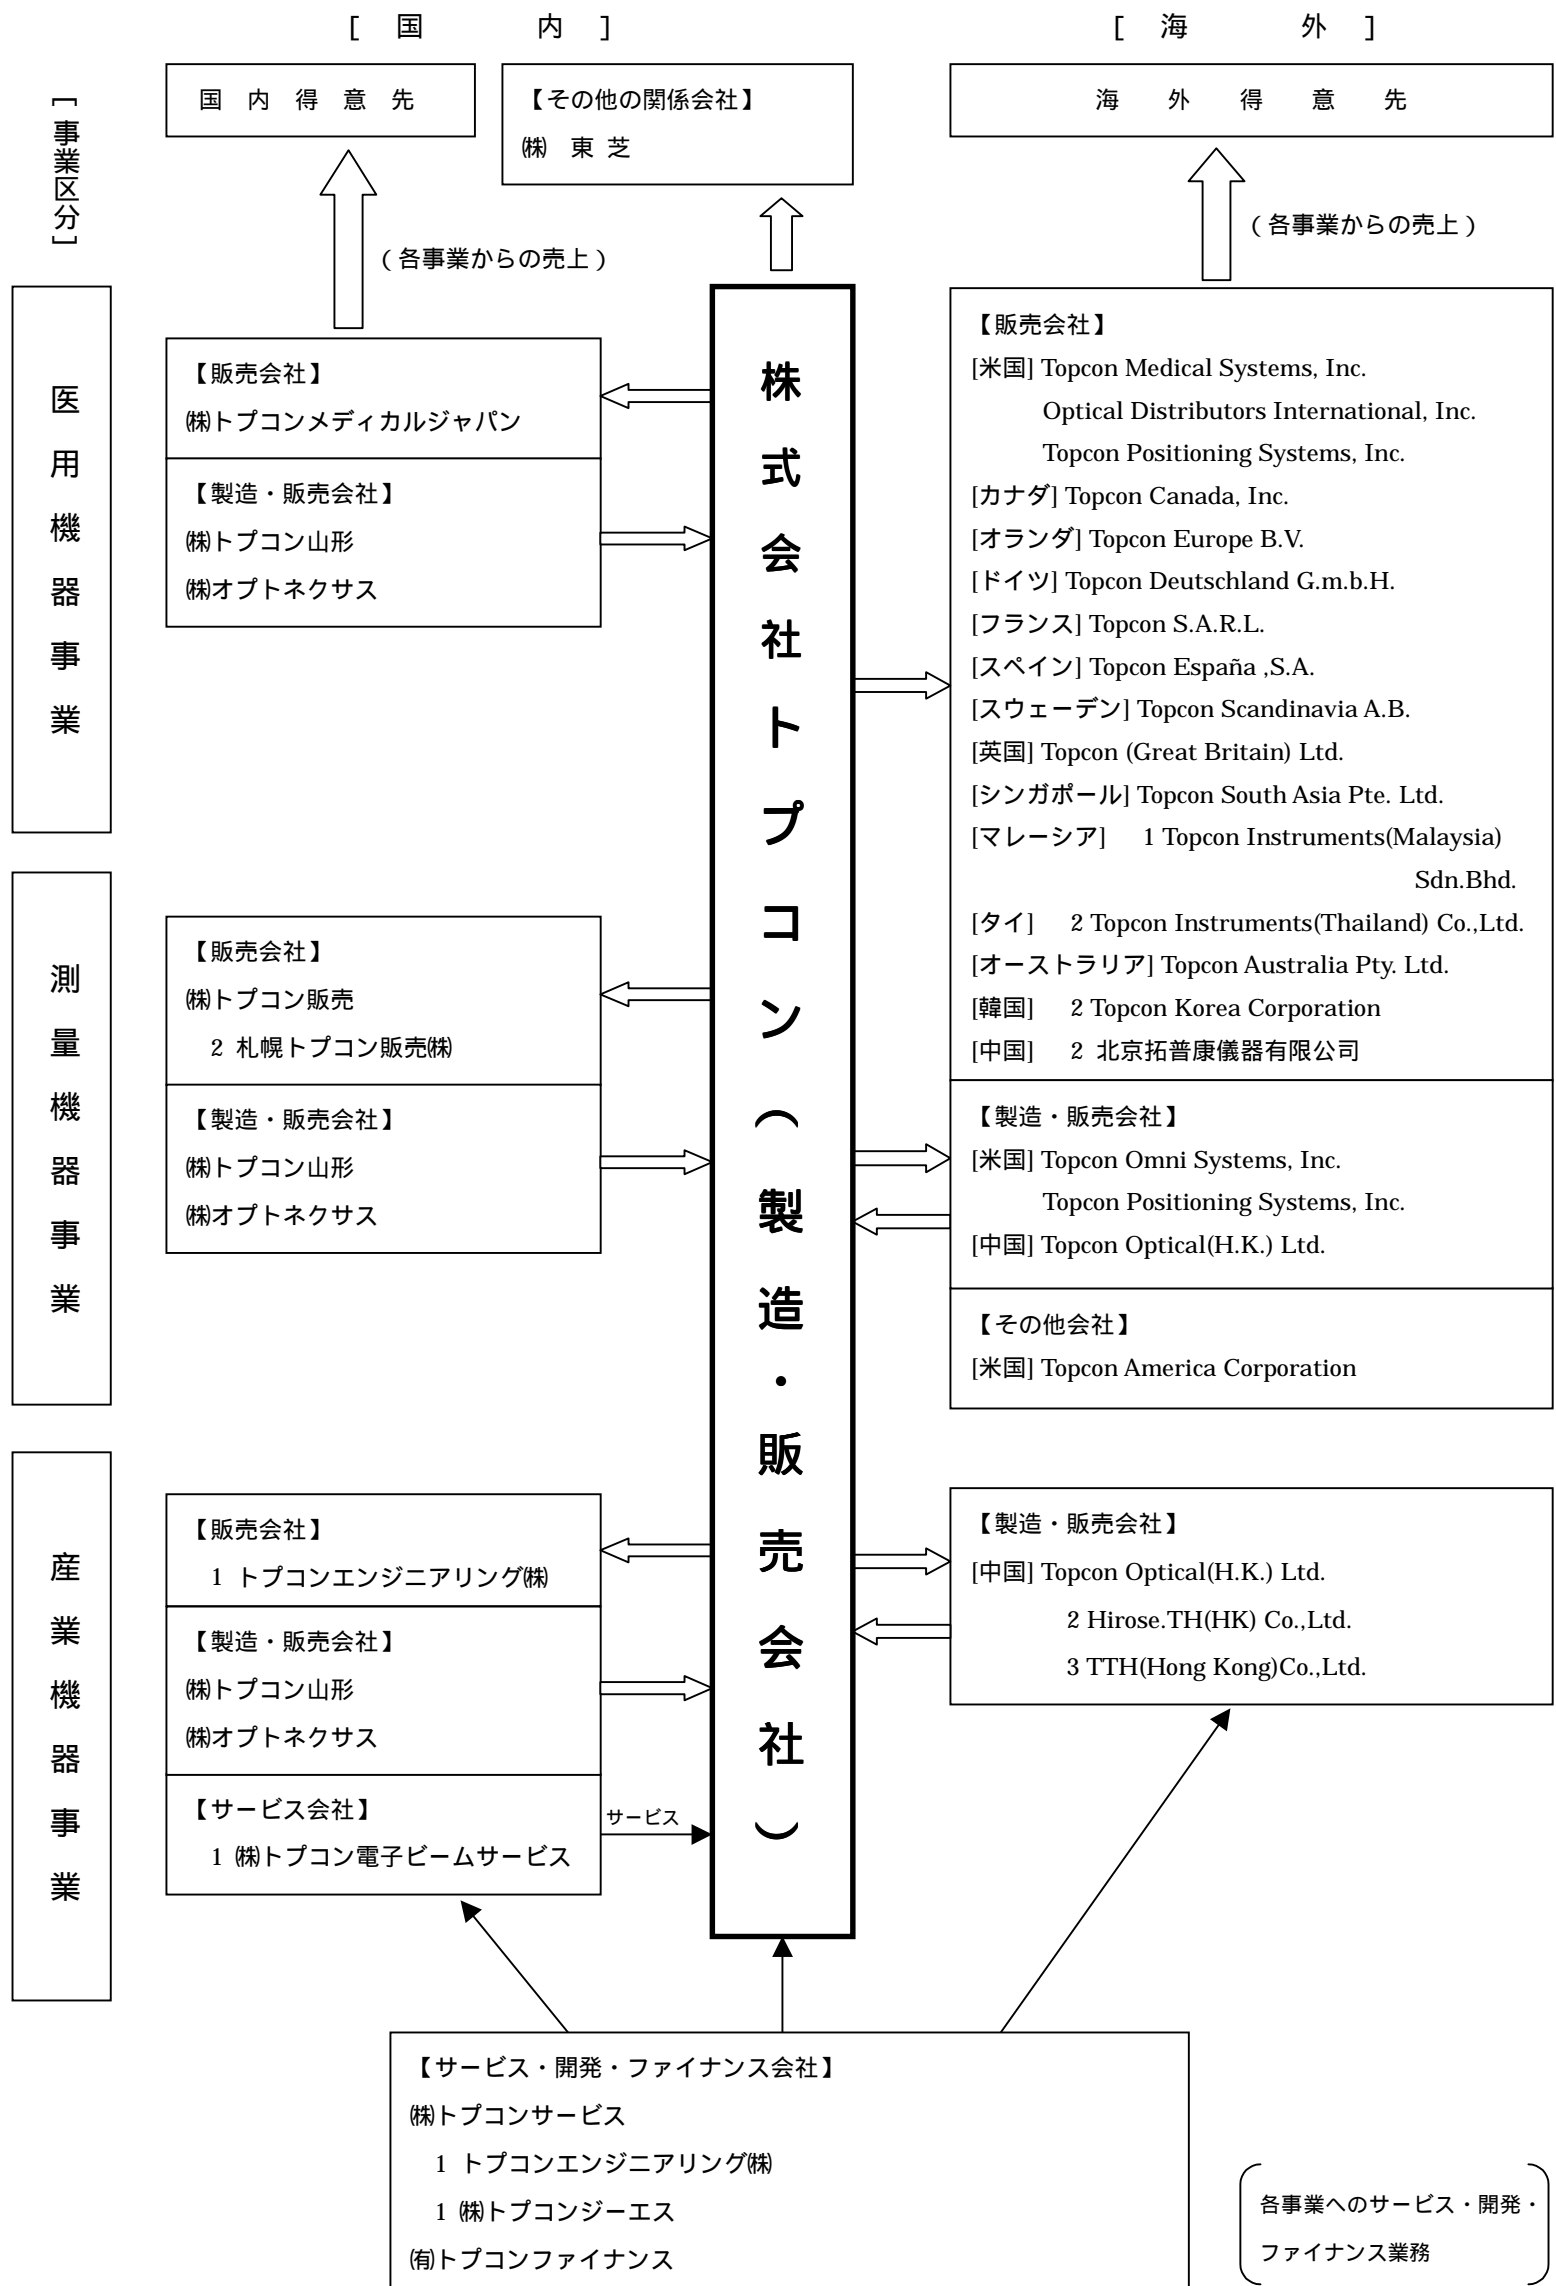 [　国　　　内　]
[　海　　　外　]
[事業区分]
国　内　得　意　先
【その他の関係会社】
㈱　東 芝
海　外　得　意　先
（各事業からの売上）
（各事業からの売上）
医用機器事業
【販売会社】
㈱トプコンメディカルジャパン
【製造・販売会社】
㈱トプコン山形
㈱オプトネクサス
測量機器事業
【販売会社】
㈱トプコン販売
2 札幌トプコン販売㈱
【製造・販売会社】
㈱トプコン山形
㈱オプトネクサス
産業機器事業
【販売会社】
1 トプコンエンジニアリング㈱
【製造・販売会社】
㈱トプコン山形
㈱オプトネクサス
【サービス会社】
1 ㈱トプコン電子ビームサービス
サービス
株式会社トプコン（製造・販売会社）
【販売会社】
[米国] Topcon Medical Systems, Inc.
Optical Distributors International, Inc.
Topcon Positioning Systems, Inc.
[カナダ] Topcon Canada, Inc.
[オランダ] Topcon Europe B.V.
[ドイツ] Topcon Deutschland G.m.b.H.
[フランス] Topcon S.A.R.L.
[スペイン] Topcon España ,S.A.
[スウェーデン] Topcon Scandinavia A.B.
[英国] Topcon (Great Britain) Ltd.
[シンガポール] Topcon South Asia Pte. Ltd.
[マレーシア]　1 Topcon Instruments(Malaysia)
Sdn.Bhd.
[タイ]　2 Topcon Instruments(Thailand) Co.,Ltd.
[オーストラリア] Topcon Australia Pty. Ltd.
[韓国]　2 Topcon Korea Corporation
[中国]　2 北京拓普康儀器有限公司
【製造・販売会社】
[米国] Topcon Omni Systems, Inc.
Topcon Positioning Systems, Inc.
[中国] Topcon Optical(H.K.) Ltd.
【その他会社】
[米国] Topcon America Corporation
【製造・販売会社】
[中国] Topcon Optical(H.K.) Ltd.
2 Hirose.TH(HK) Co.,Ltd.
3 TTH(Hong Kong)Co.,Ltd.
【サービス・開発・ファイナンス会社】
㈱トプコンサービス
1 トプコンエンジニアリング㈱
1 ㈱トプコンジーエス
㈲トプコンファイナンス
各事業へのサービス・開発・
ファイナンス業務